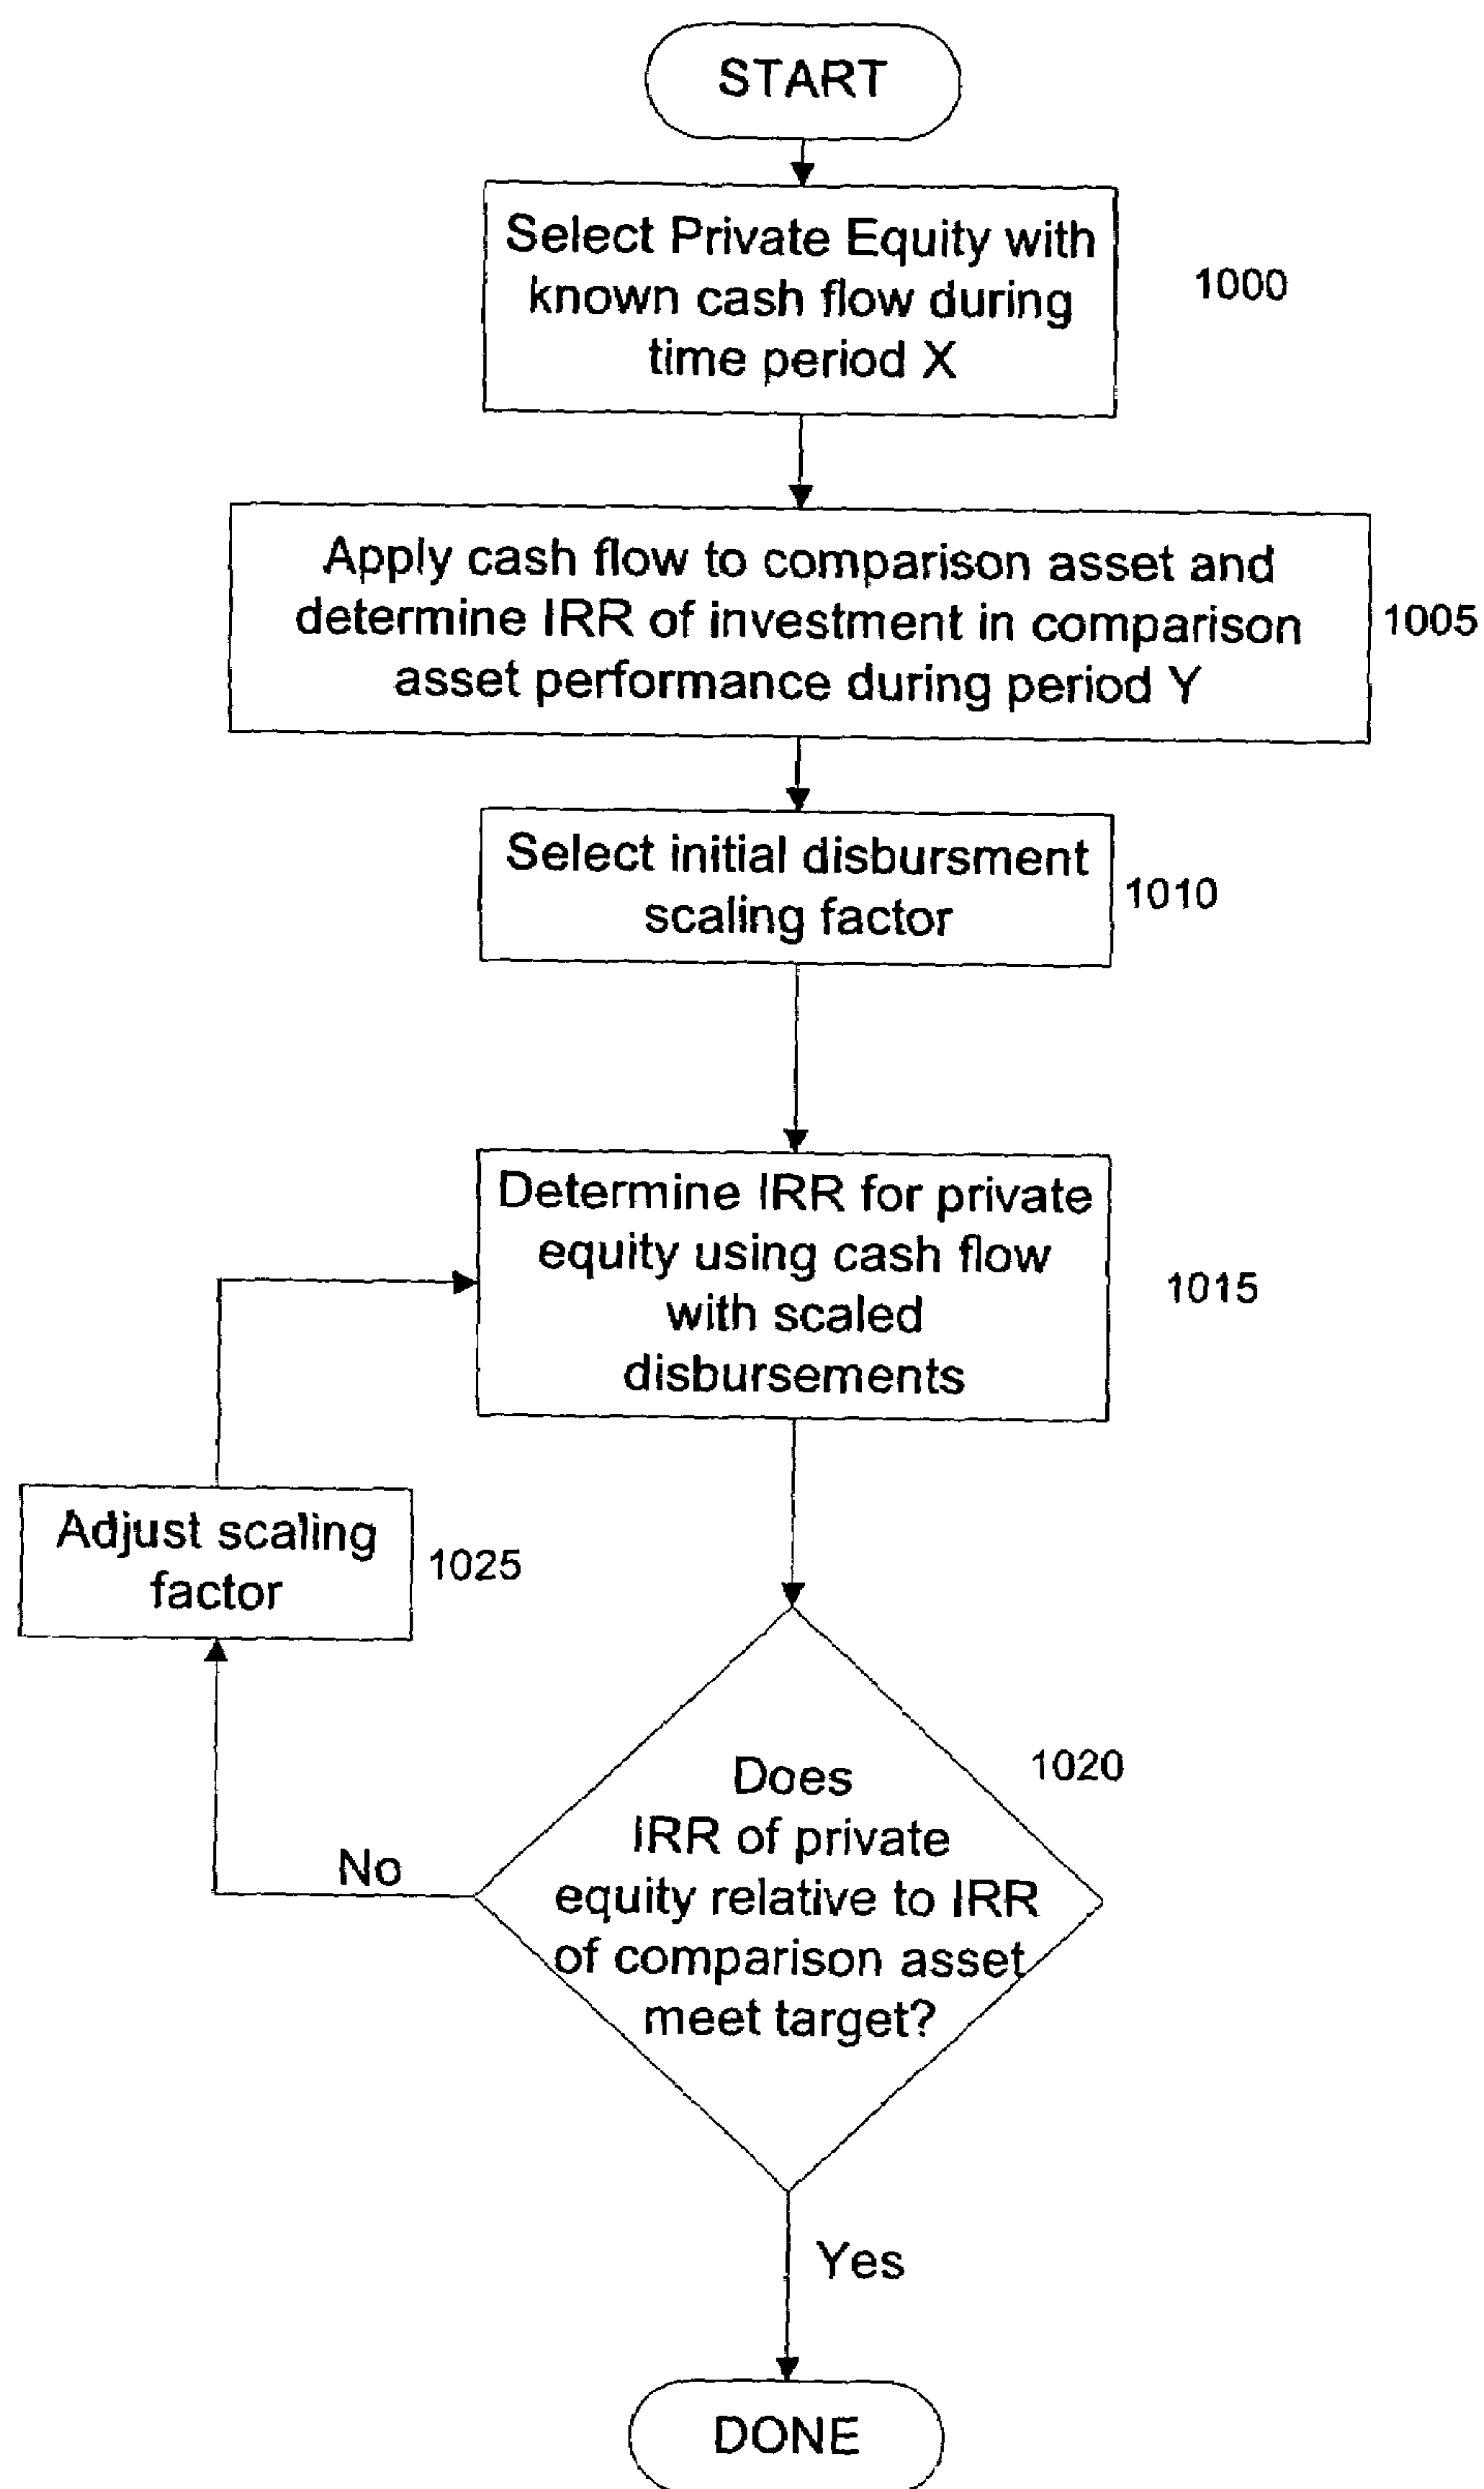 START
Select Private Equity with
known cash flow during
time period X
1000
Apply cash flow to comparison asset and
determine IRR of investment in comparison
asset performance during period Y
1005
Select initial disbursment
scaling factor
1010
Determine IRR for private
equity using cash flow
with scaled
disbursements
1015
Adjust scaling
factor
1025
Does
IRR of private
equity relative to IRR
of comparison asset
meet target?
1020
No
Yes
DONE